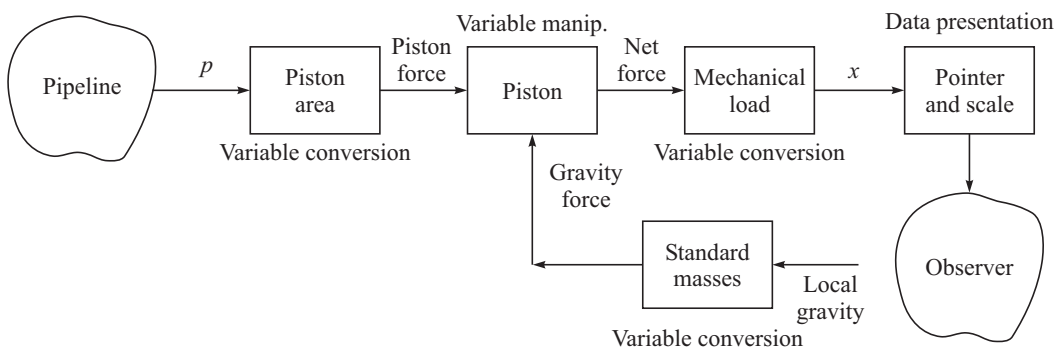 Variable manip.
Data presentation
Pipeline
p
Piston
area
Piston
force
Piston
Net
force
Mechanical
load
x
Pointer
and scale
Variable conversion
Variable conversion
Gravity
force
Standard
masses
Local
gravity
Observer
Variable conversion